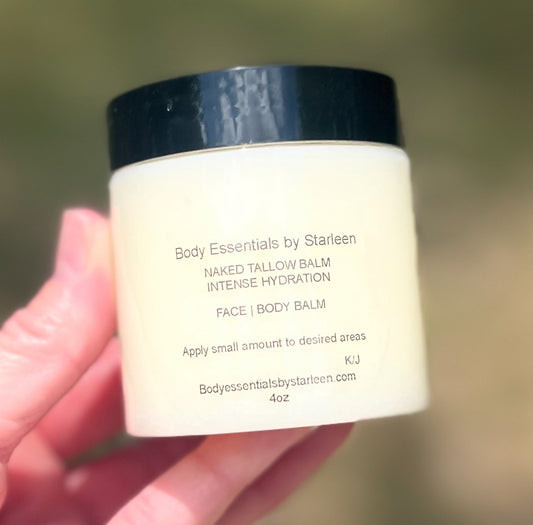 Body Essentials by Starleen
NAKED TALLOW BALM
INTENSE HYDRATION
FACE | BODY BALM
Apply small amount to desired areas
K/J
Bodyessentialsbystarleen.com
4oz